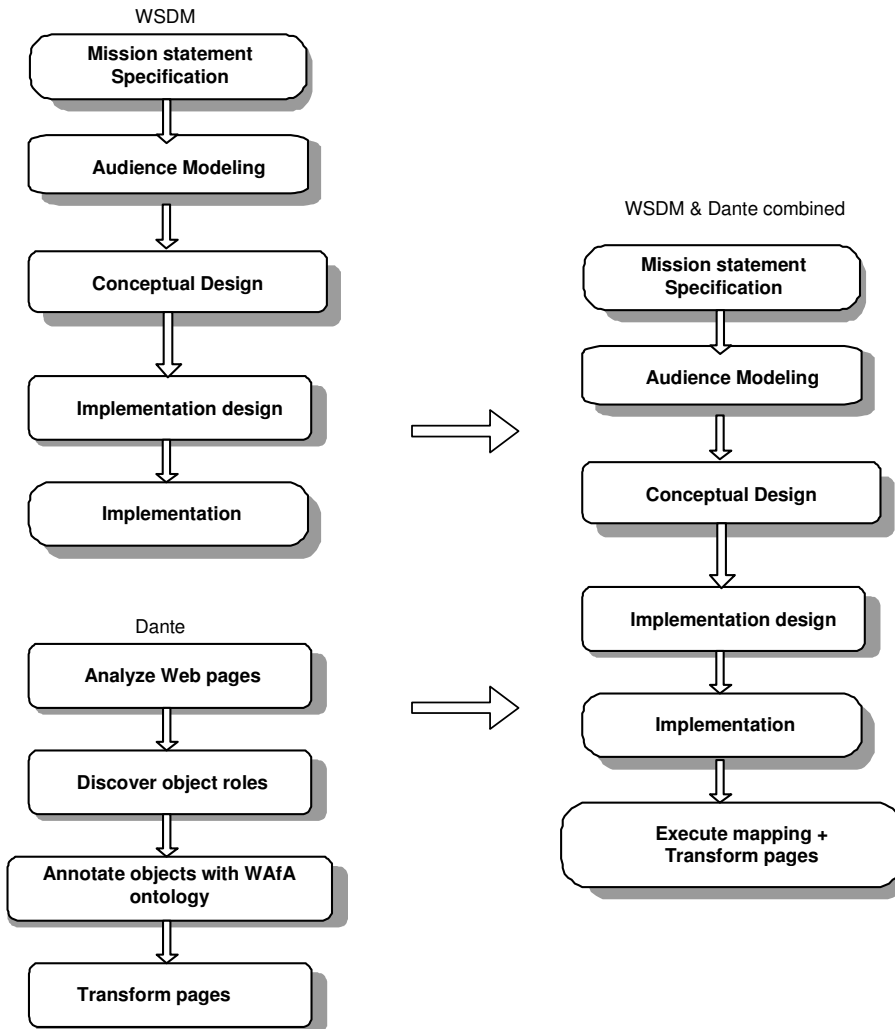 WSDM
Mission statement
Specification
Audience Modeling
Conceptual Design
Implementation design
Implementation
Dante
Analyze Web pages
Discover object roles
Annotate objects with WAfA
ontology
Transform pages
WSDM & Dante combined
Mission statement
Specification
Audience Modeling
Conceptual Design
Implementation design
Implementation
Execute mapping +
Transform pages